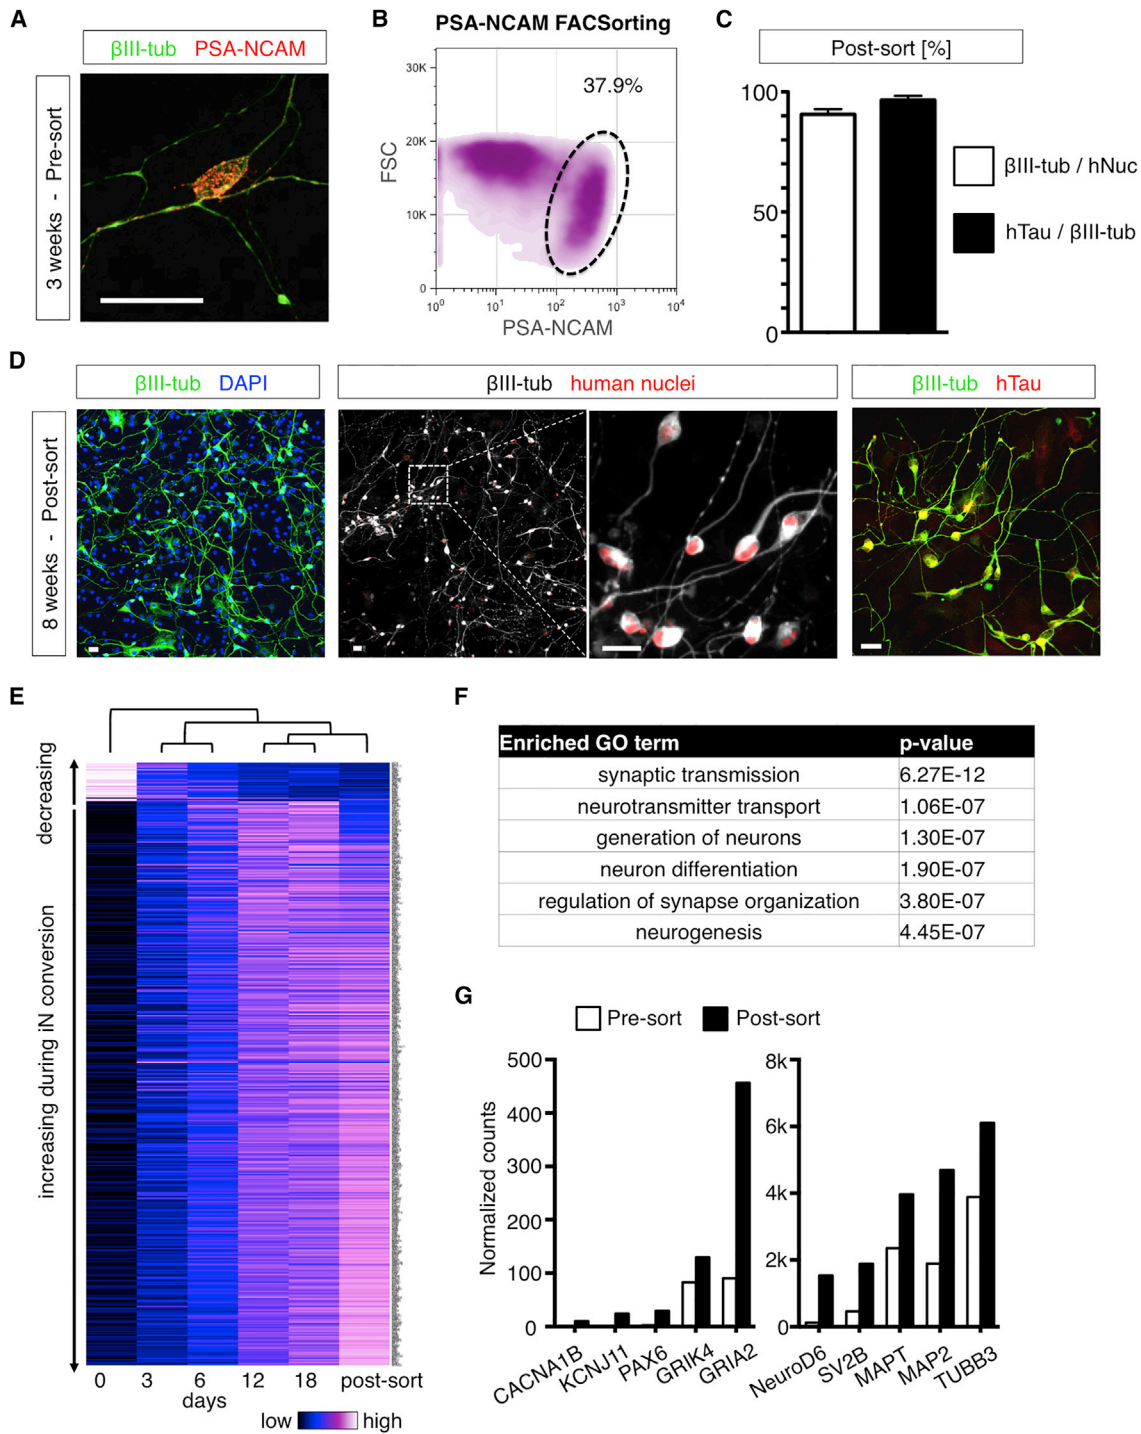 A
βIII-tub PSA-NCAM
3 weeks - Pre-sort
B
PSA-NCAM FACSorting
37.9%
FSC
30K
20K
10K
0
10^0 10^1 10^2 10^3 10^4
PSA-NCAM
C
Post-sort [%]
100
50
0
βIII-tub / hNuc
hTau / βIII-tub
D
βIII-tub DAPI
βIII-tub human nuclei
βIII-tub hTau
8 weeks - Post-sort
E
decreasing
increasing during iN conversion
0 3 6 12 18 post-sort
days
low high
F
Enriched GO term p-value
synaptic transmission 6.27E-12
neurotransmitter transport 1.06E-07
generation of neurons 1.30E-07
neuron differentiation 1.90E-07
regulation of synapse organization 3.80E-07
neurogenesis 4.45E-07
G
Pre-sort Post-sort
Normalized counts
500
400
300
200
100
0
CACNA1B KCNJ11 PAX6 GRIK4 GRIA2
8k
6k
4k
2k
0
NeuroD6 SV2B MAPT MAP2 TUBB3